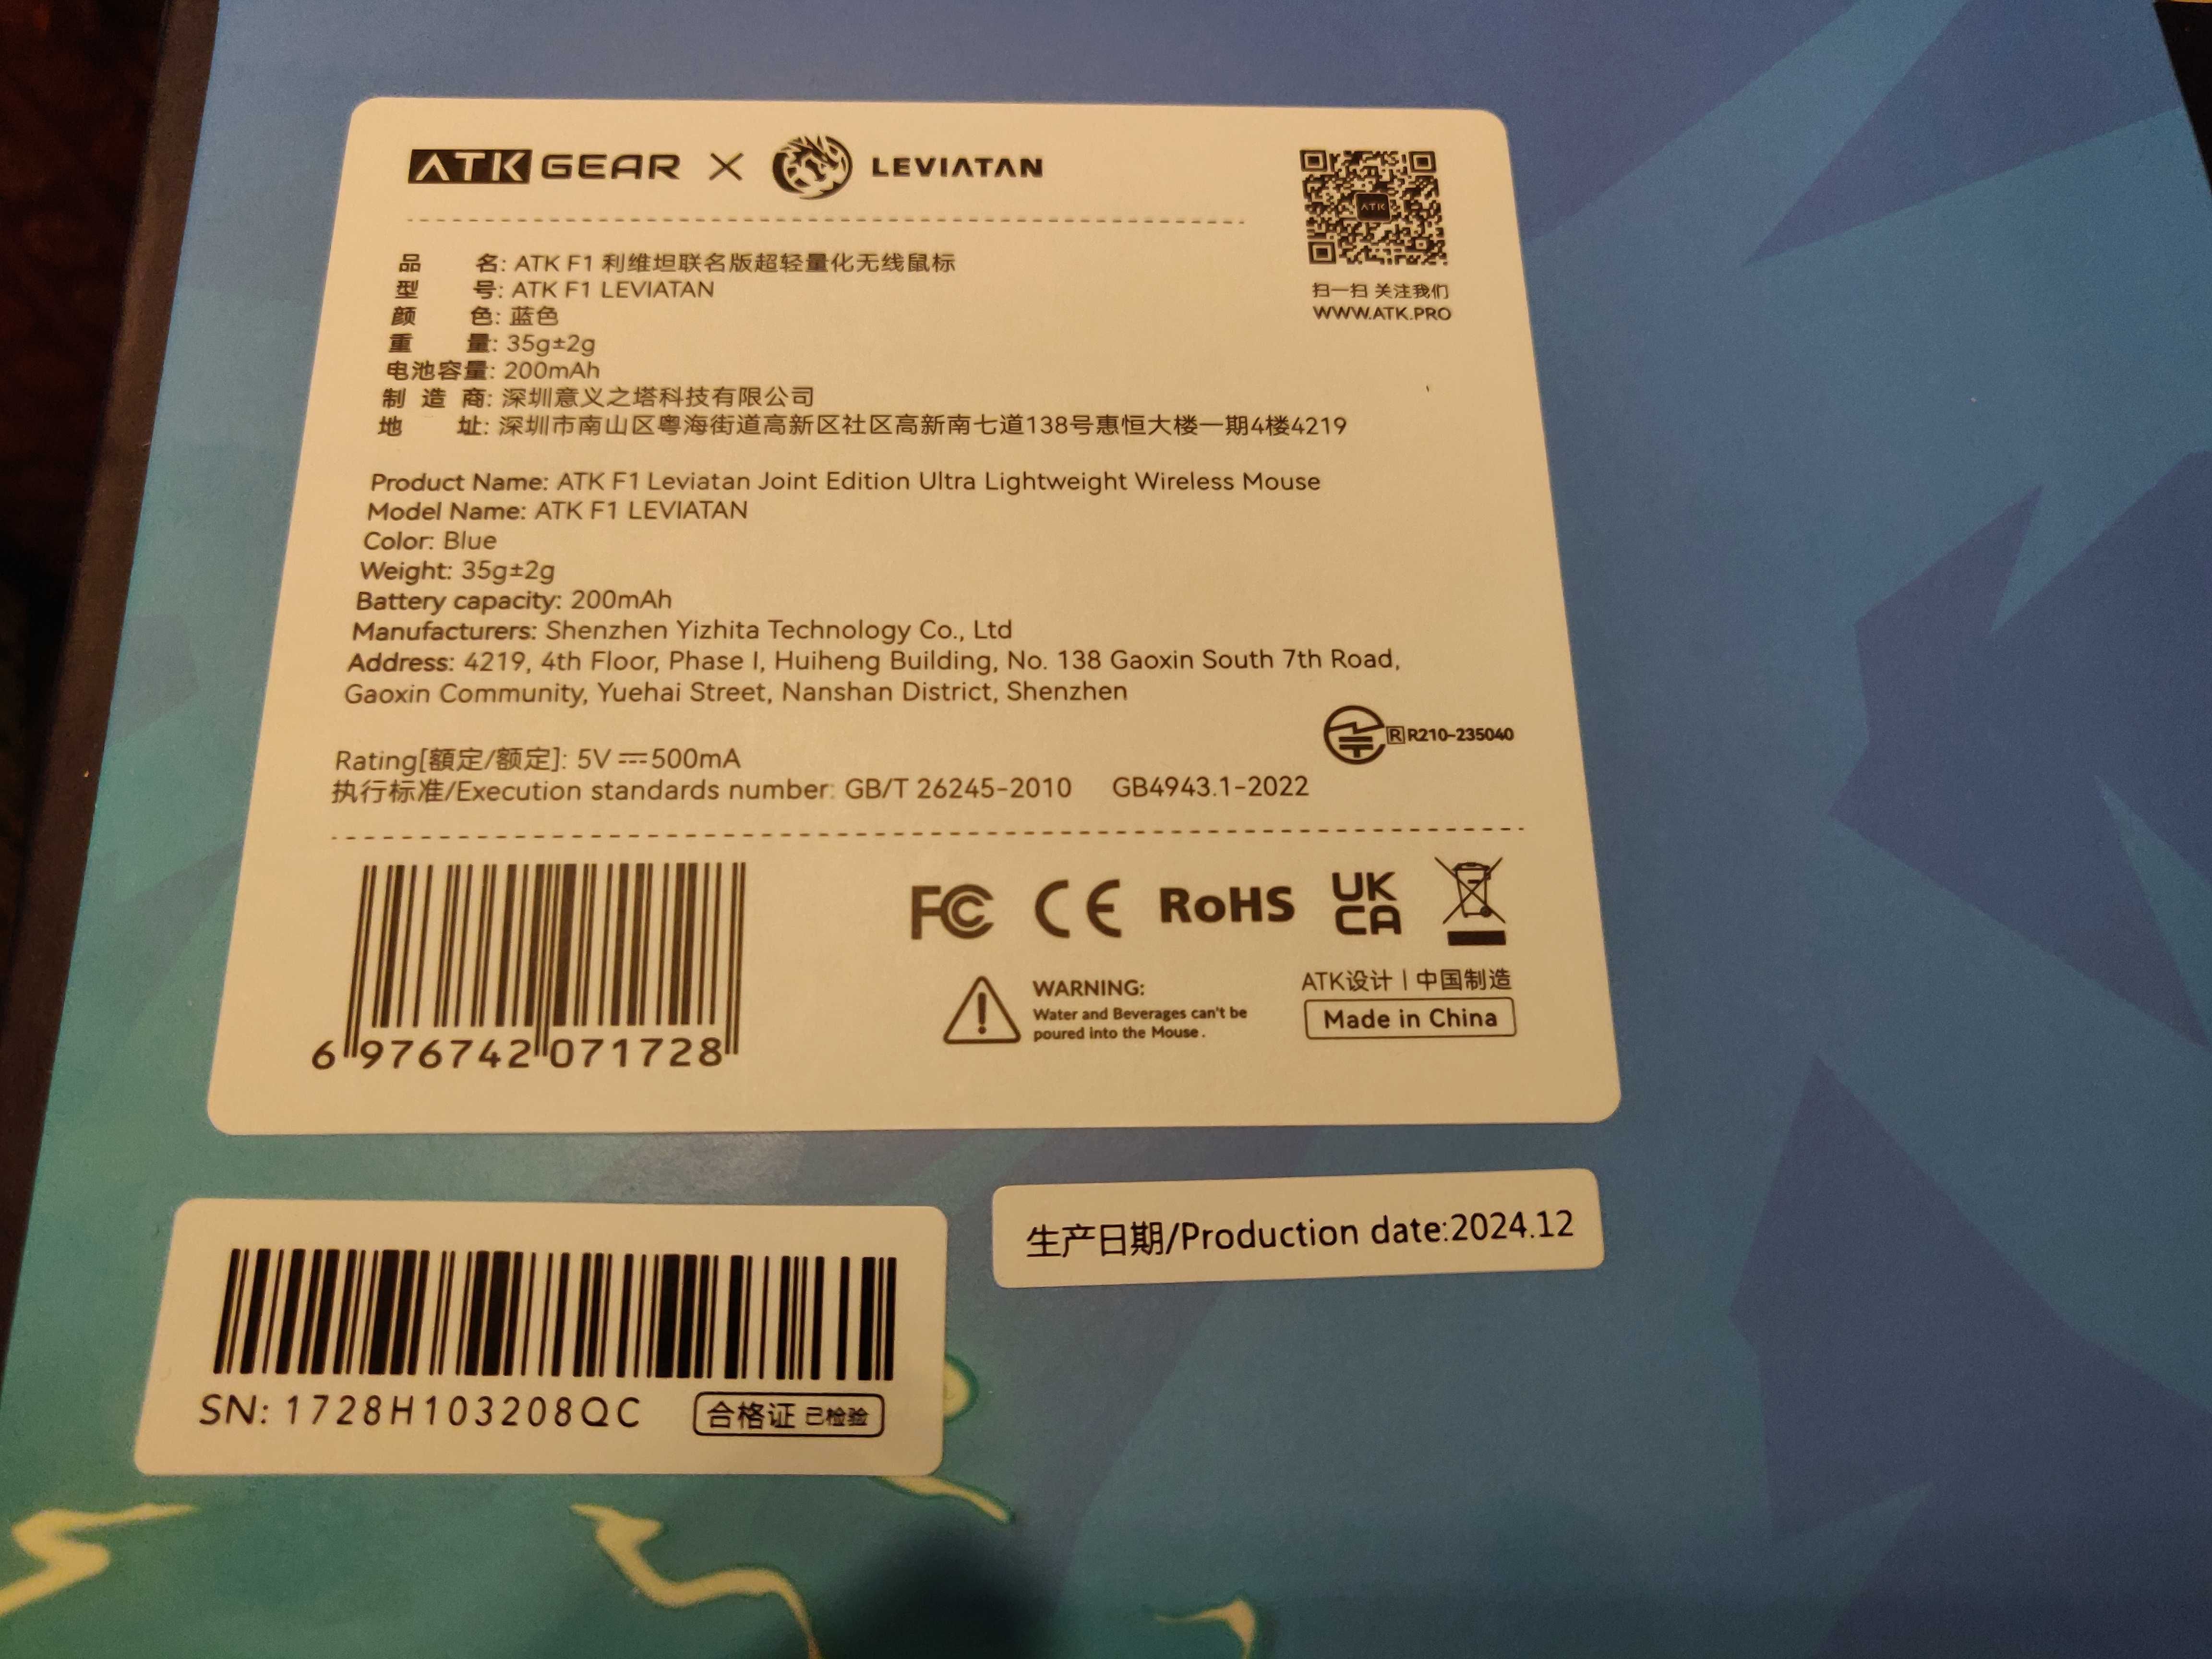 ATK GEAR X LEVIATAN
ATK
扫一扫 关注我们
WWW.ATK.PRO
品 名: ATK F1 利维坦联名版超轻量化无线鼠标
型 号: ATK F1 LEVIATAN
颜 色: 蓝色
重 量: 35g±2g
电池容量: 200mAh
制 造 商: 深圳意义之塔科技有限公司
地 址: 深圳市南山区粤海街道高新区社区高新南七道138号惠恒大楼一期4楼4219
Product Name: ATK F1 Leviatan Joint Edition Ultra Lightweight Wireless Mouse
Model Name: ATK F1 LEVIATAN
Color: Blue
Weight: 35g±2g
Battery capacity: 200mAh
Manufacturers: Shenzhen Yizhita Technology Co., Ltd
Address: 4219, 4th Floor, Phase I, Huiheng Building, No. 138 Gaoxin South 7th Road,
Gaoxin Community, Yuehai Street, Nanshan District, Shenzhen
R R210-235040
Rating[額定/额定]: 5V ⎓ 500mA
执行标准/Execution standards number: GB/T 26245-2010 GB4943.1-2022
6 976742 071728
FC CE RoHS UK CA
WARNING:
Water and Beverages can't be
poured into the Mouse.
ATK设计 | 中国制造
Made in China
生产日期/Production date:2024.12
SN: 1728H103208QC
合格证 已检验